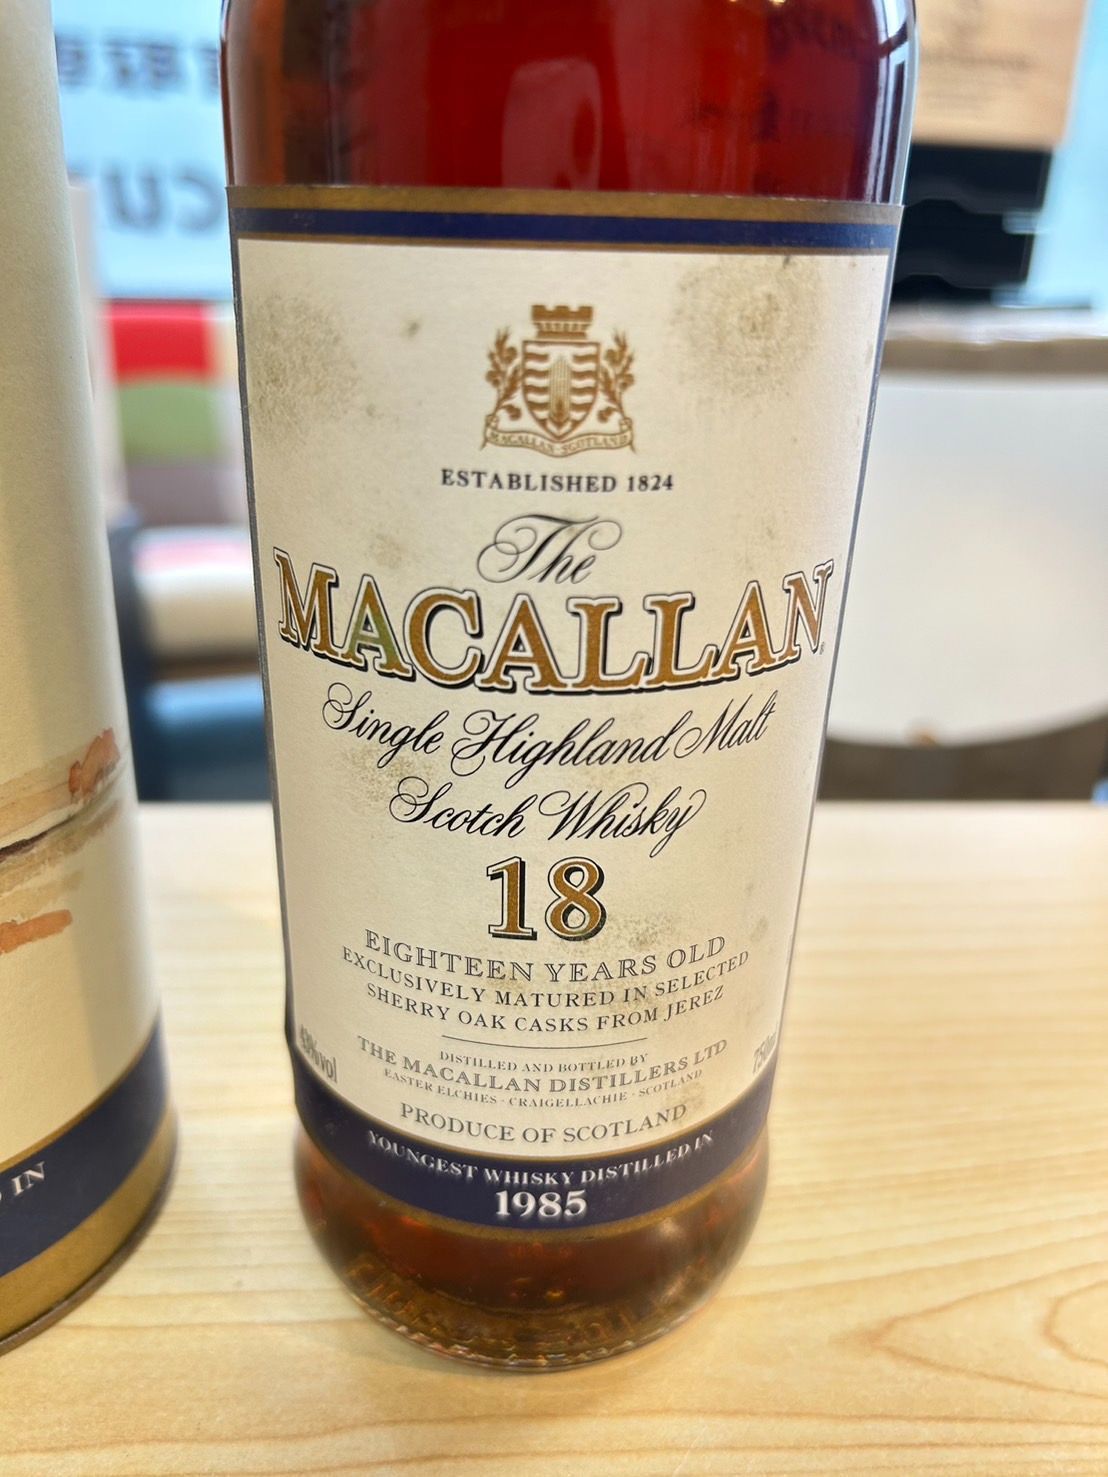 MACALLAN · SCOTLAND
ESTABLISHED 1824
The
MACALLAN®
Single Highland Malt
Scotch Whisky
18
EIGHTEEN YEARS OLD
EXCLUSIVELY MATURED IN SELECTED
SHERRY OAK CASKS FROM JEREZ
43%vol
750ml
DISTILLED AND BOTTLED BY
THE MACALLAN DISTILLERS LTD
EASTER ELCHIES · CRAIGELLACHIE · SCOTLAND
PRODUCE OF SCOTLAND
YOUNGEST WHISKY DISTILLED IN
1985
IN